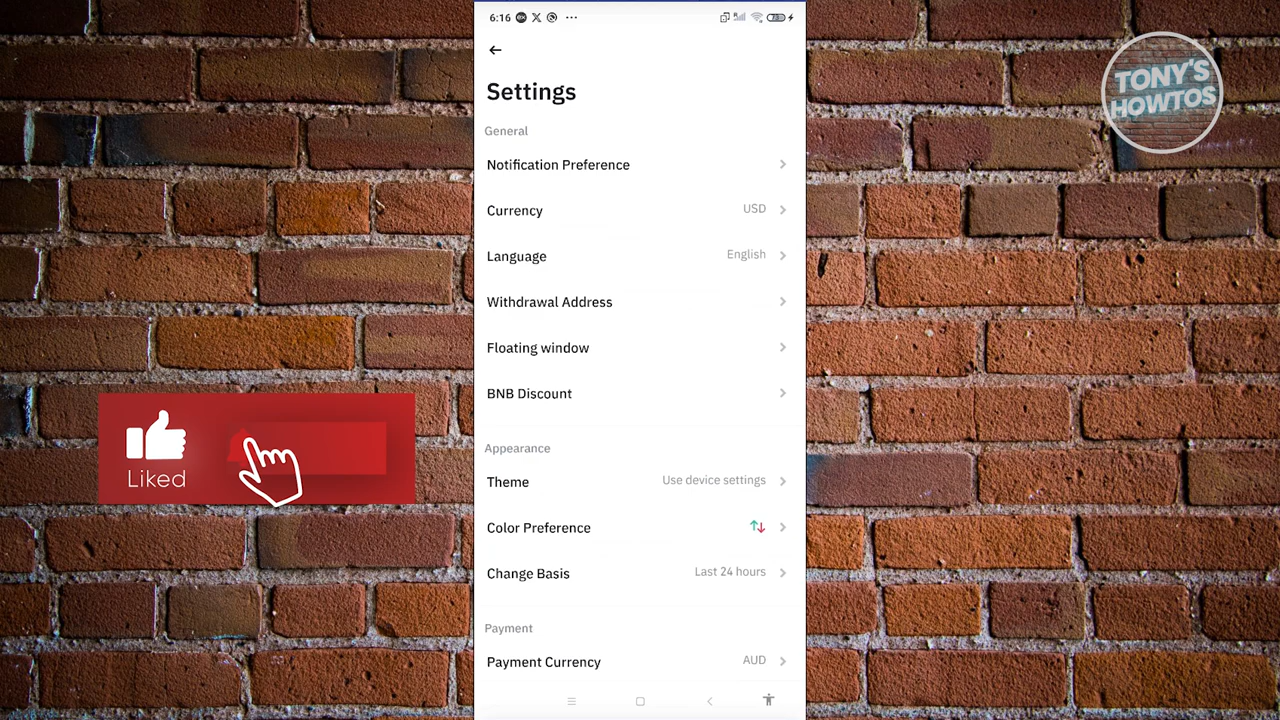 6:16
Settings
General
Notification Preference
Currency USD
Language English
Withdrawal Address
Floating window
BNB Discount
Appearance
Theme Use device settings
Color Preference
Change Basis Last 24 hours
Payment
Payment Currency AUD
TONY'S
HOWTOS
Liked